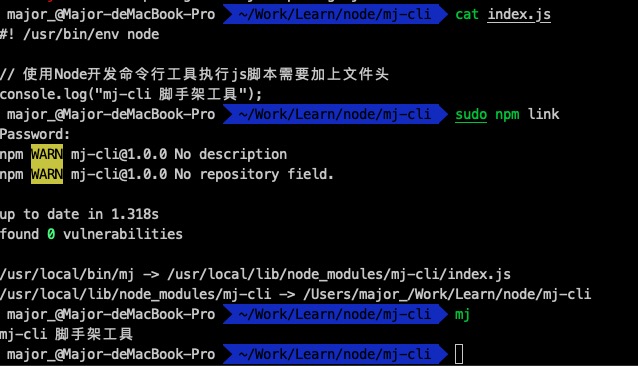 major_@Major-deMacBook-Pro ~/Work/Learn/node/mj-cli cat index.js
#! /usr/bin/env node
// 使用Node开发命令行工具执行js脚本需要加上文件头
console.log("mj-cli 脚手架工具");
major_@Major-deMacBook-Pro ~/Work/Learn/node/mj-cli sudo npm link
Password:
npm WARN mj-cli@1.0.0 No description
npm WARN mj-cli@1.0.0 No repository field.
up to date in 1.318s
found 0 vulnerabilities
/usr/local/bin/mj -> /usr/local/lib/node_modules/mj-cli/index.js
/usr/local/lib/node_modules/mj-cli -> /Users/major_/Work/Learn/node/mj-cli
major_@Major-deMacBook-Pro ~/Work/Learn/node/mj-cli mj
mj-cli 脚手架工具
major_@Major-deMacBook-Pro ~/Work/Learn/node/mj-cli